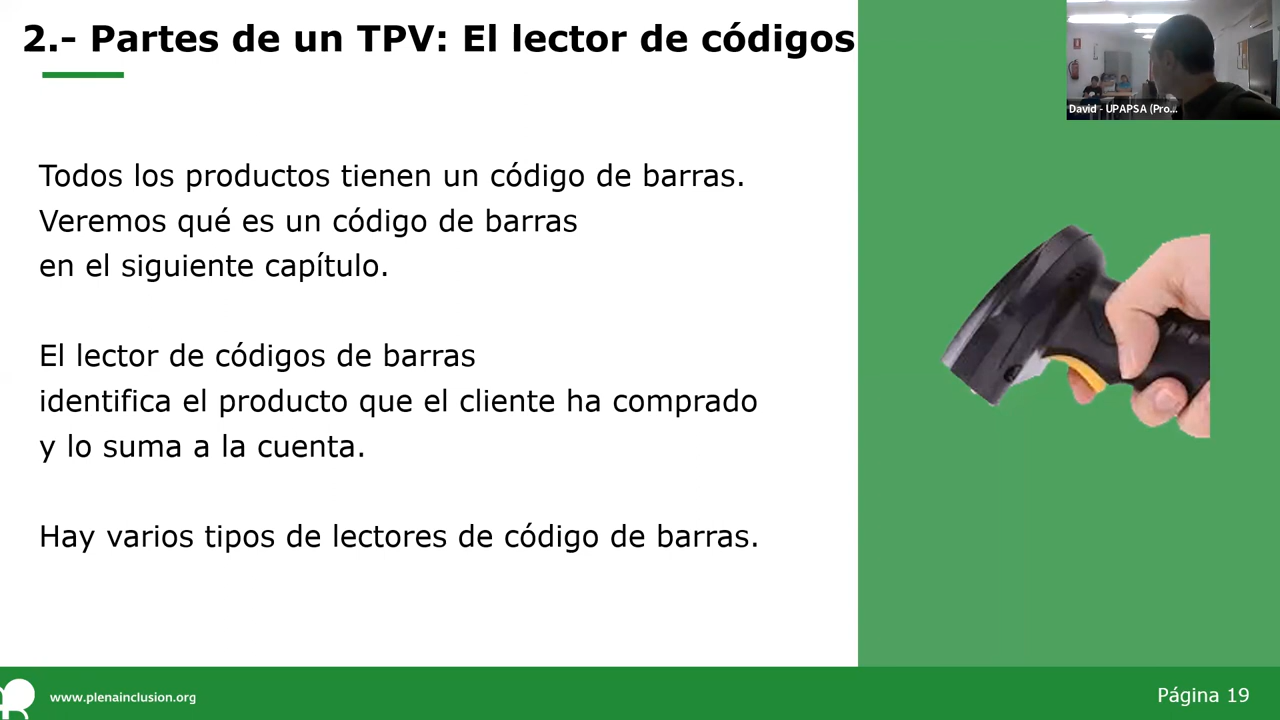 2.- Partes de un TPV: El lector de códigos
David - UPAPSA (Pro...
Todos los productos tienen un código de barras.
Veremos qué es un código de barras
en el siguiente capítulo.
El lector de códigos de barras
identifica el producto que el cliente ha comprado
y lo suma a la cuenta.
Hay varios tipos de lectores de código de barras.
www.plenainclusion.org
Página 19